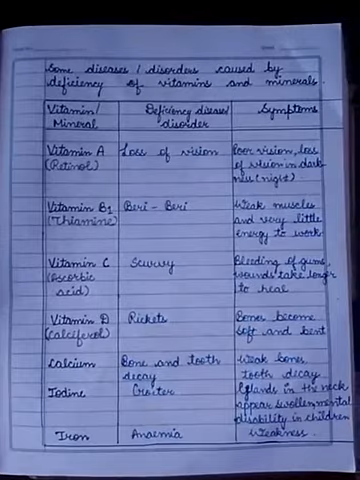 Some diseases / disorders caused by
deficiency of vitamins and minerals.
Vitamin/ Deficiency disease/ Symptoms
Mineral disorder
Vitamin A Loss of vision Poor vision, loss
(Retinol) of vision in dark-
ness (night)
Vitamin B1 Beri-Beri Weak muscles
(Thiamine) and very little
energy to work
Vitamin C Scurvy Bleeding of gums,
(Ascorbic wounds take longer
acid) to heal
Vitamin D Rickets Bones become
(Calciferol) soft and bent
Calcium Bone and tooth Weak bones
decay tooth decay
Iodine Glands in the neck
appear swollen mental
disability in children
Iron Anaemia Weakness.